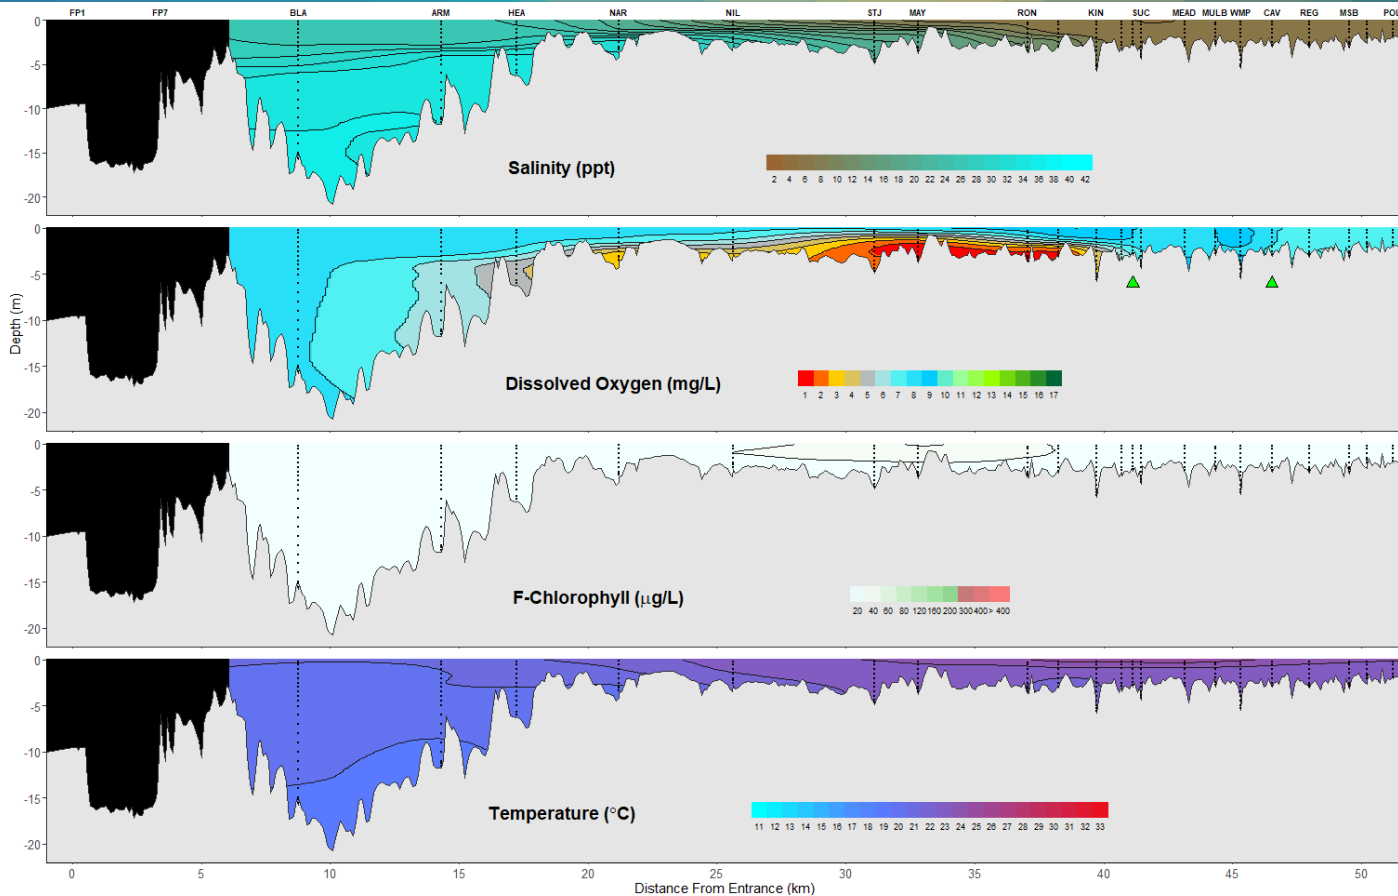 FP1 FP7 BLA ARM HEA NAR NIL STJ MAY RON KIN SUC MEAD MULB WMP CAV REG MSB POL
0
-5
-10
-15
-20
Salinity (ppt)
2 4 6 8 10 12 14 16 18 20 22 24 26 28 30 32 34 36 38 40 42
0
-5
-10
-15
-20
Dissolved Oxygen (mg/L)
1 2 3 4 5 6 7 8 9 10 11 12 13 14 15 16 17
Depth (m)
0
-5
-10
-15
-20
F-Chlorophyll (μg/L)
20 40 60 80 120 160 200 300 400 > 400
0
-5
-10
-15
-20
Temperature (°C)
11 12 13 14 15 16 17 18 19 20 21 22 23 24 25 26 27 28 29 30 31 32 33
0 5 10 15 20 25 30 35 40 45 50
Distance From Entrance (km)